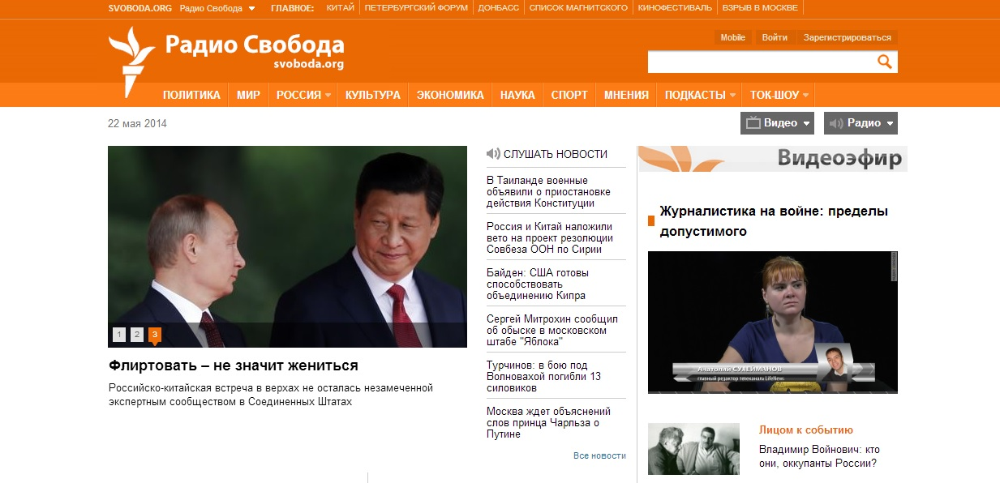 SVOBODA.ORG Радио Свобода ГЛАВНОЕ: КИТАЙ ПЕТЕРБУРГСКИЙ ФОРУМ ДОНБАСС СПИСОК МАГНИТСКОГО КИНОФЕСТИВАЛЬ ВЗРЫВ В МОСКВЕ
Радио Свобода
svoboda.org
Mobile Войти Зарегистрироваться
ПОЛИТИКА МИР РОССИЯ КУЛЬТУРА ЭКОНОМИКА НАУКА СПОРТ МНЕНИЯ ПОДКАСТЫ ТОК-ШОУ
22 мая 2014
Видео Радио
1 2 3
Флиртовать – не значит жениться
Российско-китайская встреча в верхах не осталась незамеченной
экспертным сообществом в Соединенных Штатах
СЛУШАТЬ НОВОСТИ
В Таиланде военные
объявили о приостановке
действия Конституции
Россия и Китай наложили
вето на проект резолюции
Совбеза ООН по Сирии
Байден: США готовы
способствовать
объединению Кипра
Сергей Митрохин сообщил
об обыске в московском
штабе "Яблока"
Турчинов: в бою под
Волновахой погибли 13
силовиков
Москва ждет объяснений
слов принца Чарльза о
Путине
Все новости
Видеоэфир
Журналистика на войне: пределы
допустимого
Анатолий СУЛЕЙМАНОВ
главный редактор телеканала LifeNews
Лицом к событию
Владимир Войнович: кто
они, оккупанты России?